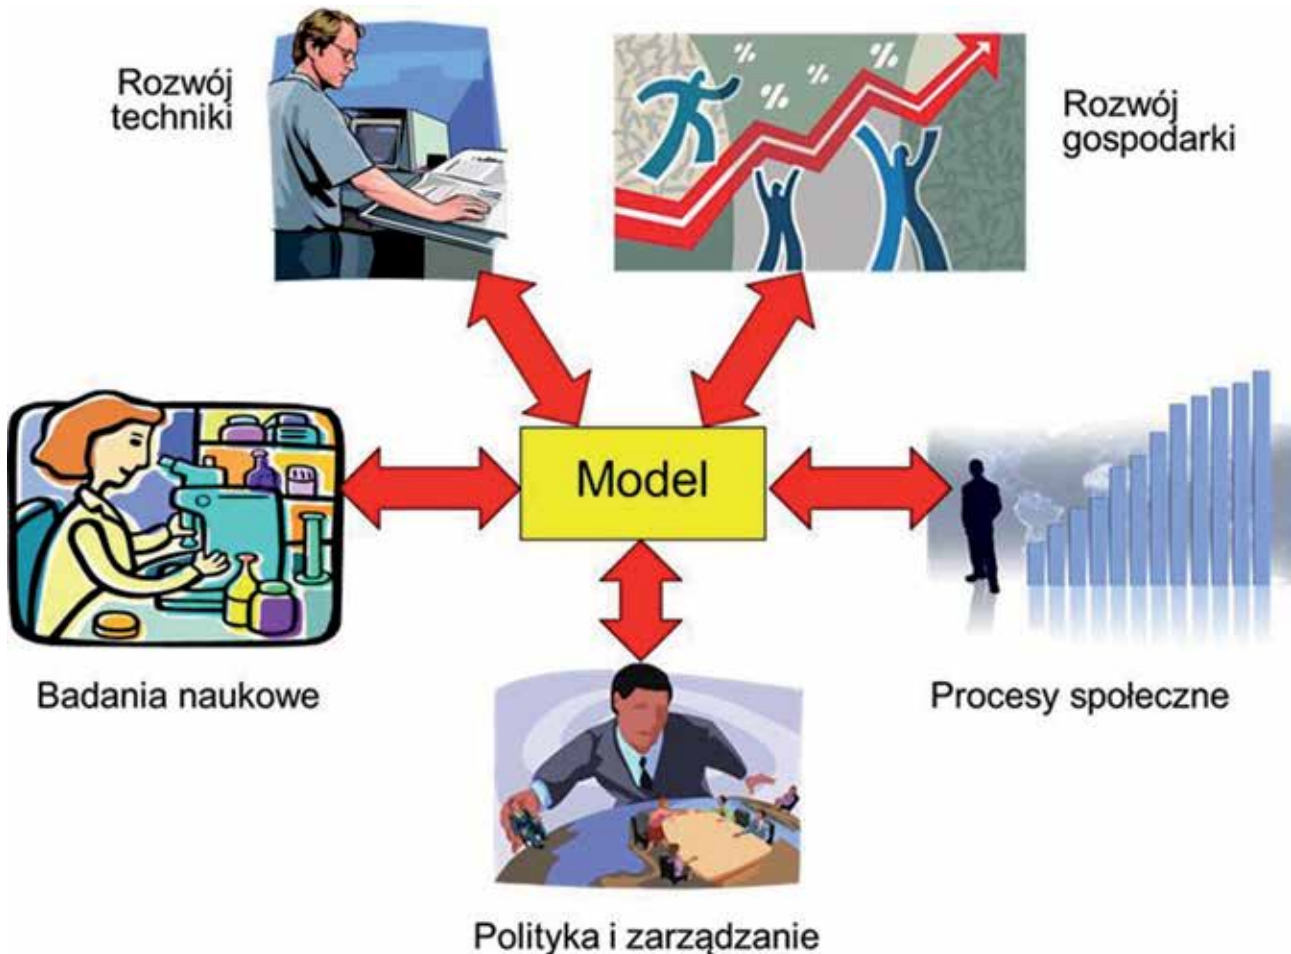 Rozwój
techniki
%
%
%
%
Rozwój
gospodarki
Model
Badania naukowe
Procesy społeczne
Polityka i zarządzanie